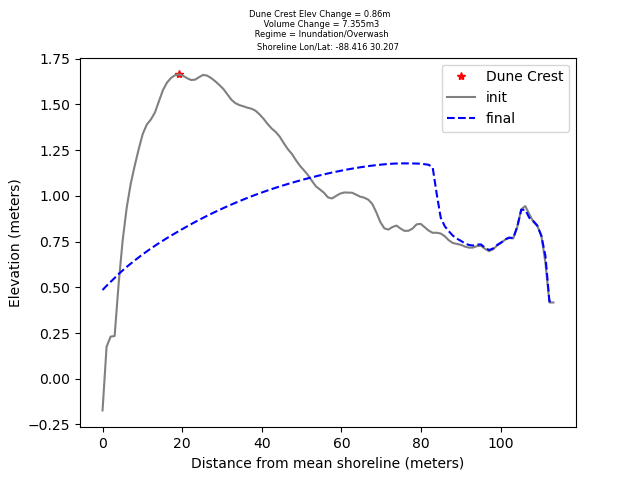 Dune Crest Elev Change = 0.86m
Volume Change = 7.355m3
Regime = Inundation/Overwash
Shoreline Lon/Lat: -88.416 30.207
1.75
1.50
1.25
1.00
0.75
0.50
0.25
0.00
−0.25
Elevation (meters)
Dune Crest
init
final
0 20 40 60 80 100
Distance from mean shoreline (meters)